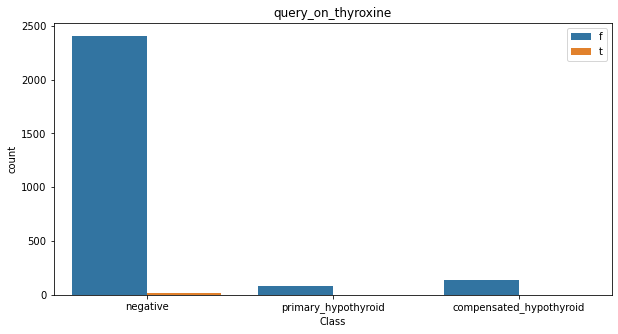 query_on_thyroxine
f
t
2500
2000
1500
1000
500
0
count
negative
primary_hypothyroid
compensated_hypothyroid
Class